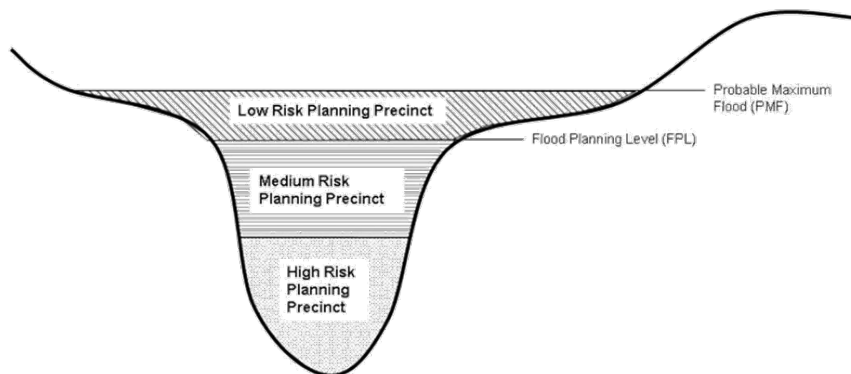 Low Risk Planning Precinct
Probable Maximum
Flood (PMF)
Flood Planning Level (FPL)
Medium Risk
Planning Precinct
High Risk
Planning
Precinct